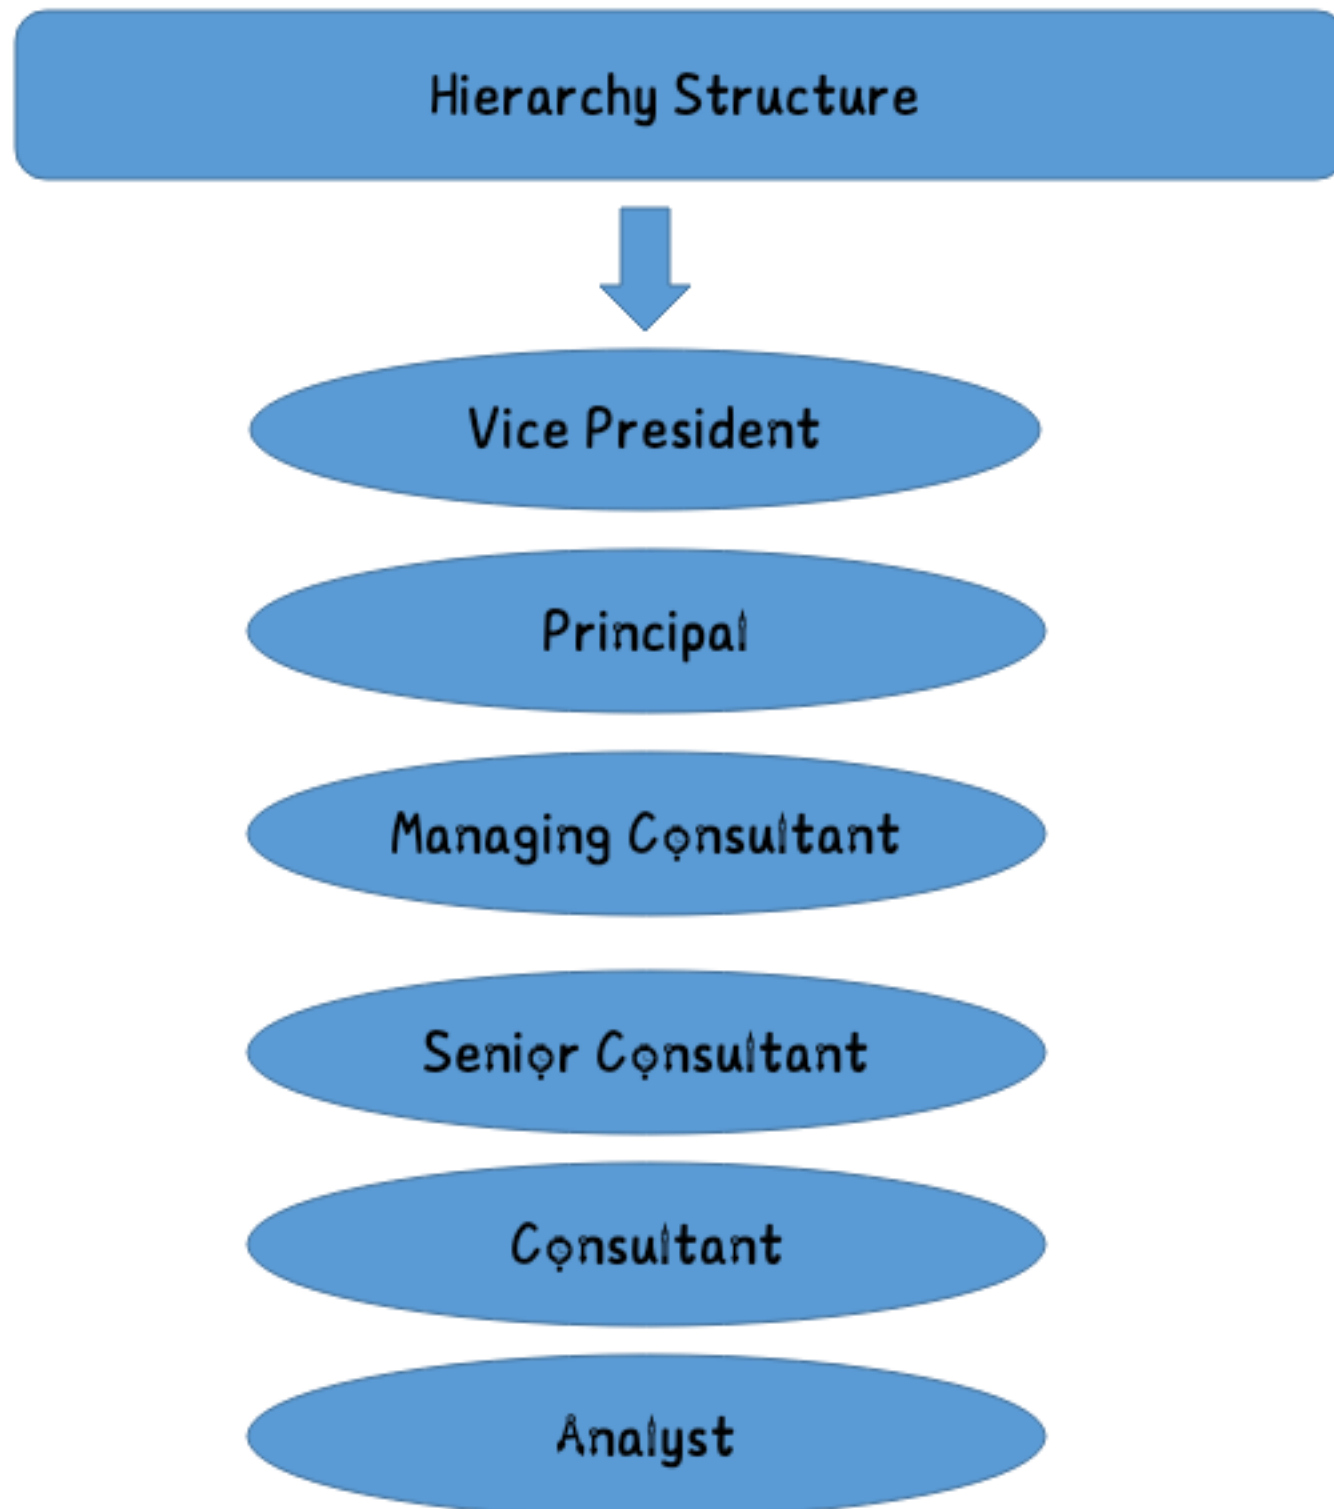 Hierarchy Structure
Vice President
Principal
Managing Consultant
Senior Consultant
Consultant
Analyst